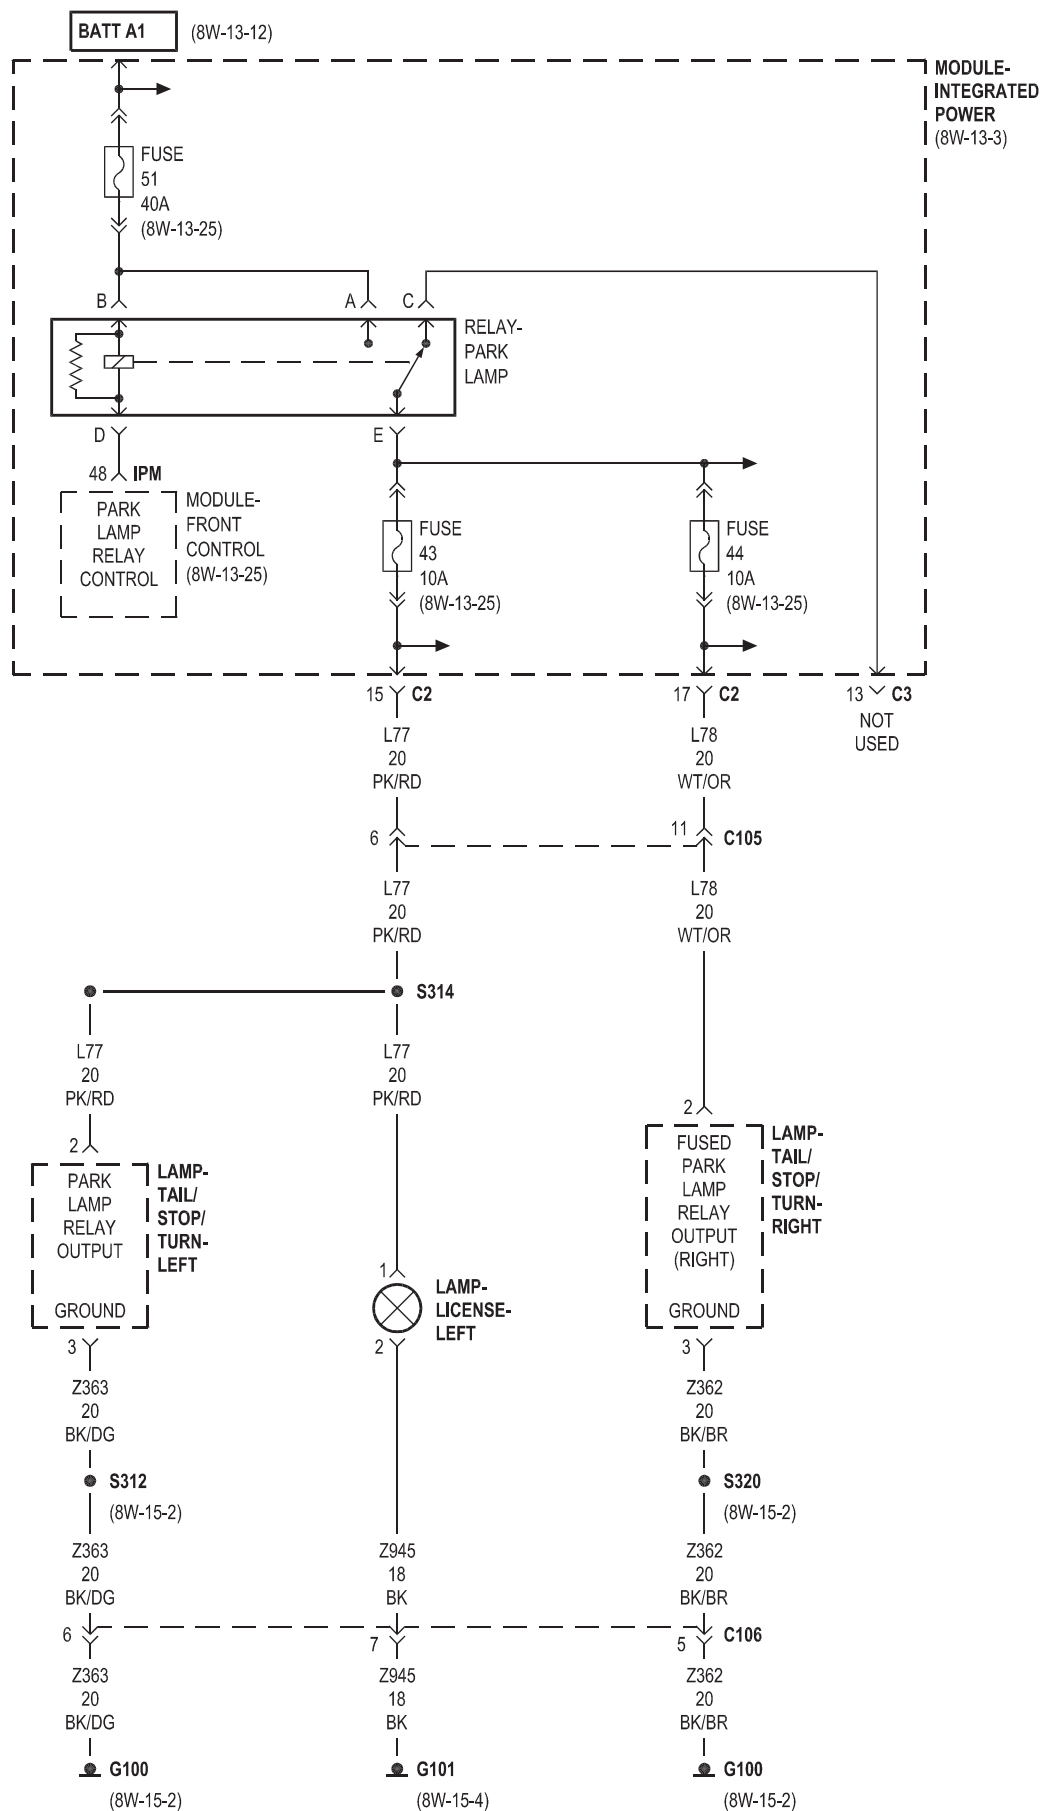 BATT A1 (8W-13-12)
MODULE-
INTEGRATED
POWER
(8W-13-3)
FUSE
51
40A
(8W-13-25)
B A C
RELAY-
PARK
LAMP
D E
48 IPM
PARK
LAMP
RELAY
CONTROL
MODULE-
FRONT
CONTROL
(8W-13-25)
FUSE
43
10A
(8W-13-25)
FUSE
44
10A
(8W-13-25)
15 C2
17 C2
13 C3
NOT
USED
L77
20
PK/RD
L78
20
WT/OR
6
11 C105
L77
20
PK/RD
L78
20
WT/OR
S314
L77
20
PK/RD
L77
20
PK/RD
2
PARK
LAMP
RELAY
OUTPUT
GROUND
LAMP-
TAIL/
STOP/
TURN-
LEFT
3
1
LAMP-
LICENSE-
LEFT
2
2
FUSED
PARK
LAMP
RELAY
OUTPUT
(RIGHT)
GROUND
LAMP-
TAIL/
STOP/
TURN-
RIGHT
3
Z363
20
BK/DG
Z362
20
BK/BR
S312
(8W-15-2)
S320
(8W-15-2)
Z363
20
BK/DG
Z945
18
BK
Z362
20
BK/BR
6 7 5 C106
Z363
20
BK/DG
Z945
18
BK
Z362
20
BK/BR
G100
(8W-15-2)
G101
(8W-15-4)
G100
(8W-15-2)